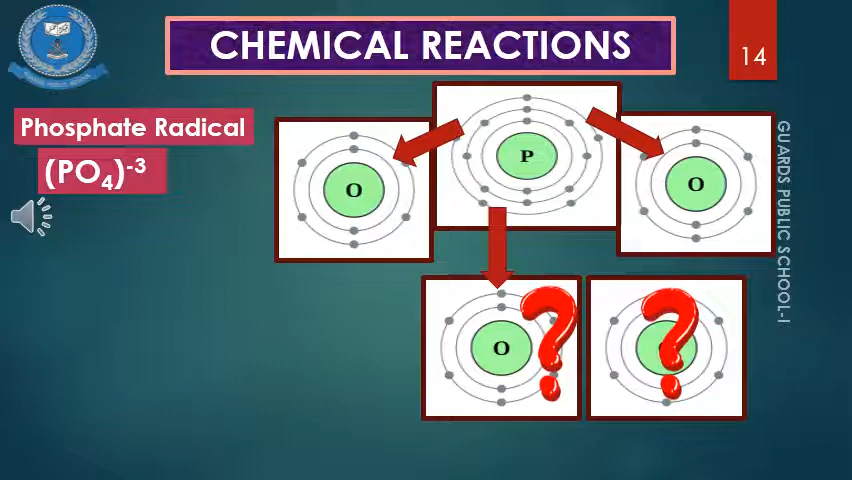 CHEMICAL REACTIONS
14
Phosphate Radical
(PO4)-3
O
P
O
O
GUARDS PUBLIC SCHOOL-I